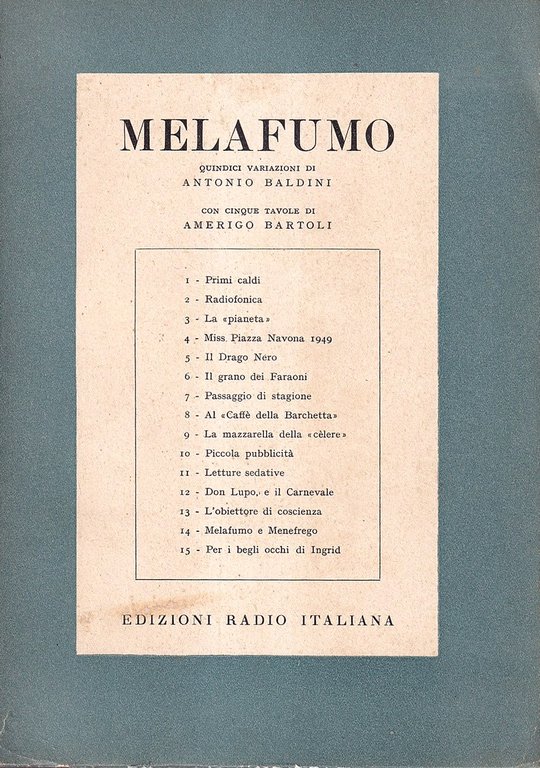 MELAFUMO
QUINDICI VARIAZIONI DI
ANTONIO BALDINI
CON CINQUE TAVOLE DI
AMERIGO BARTOLI
1 - Primi caldi
2 - Radiofonica
3 - La «pianeta»
4 - Miss Piazza Navona 1949
5 - Il Drago Nero
6 - Il grano dei Faraoni
7 - Passaggio di stagione
8 - Al «Caffè della Barchetta»
9 - La mazzarella della «cèlere»
10 - Piccola pubblicità
11 - Letture sedative
12 - Don Lupo, e il Carnevale
13 - L'obiettore di coscienza
14 - Melafumo e Menefrego
15 - Per i begli occhi di Ingrid
EDIZIONI RADIO ITALIANA